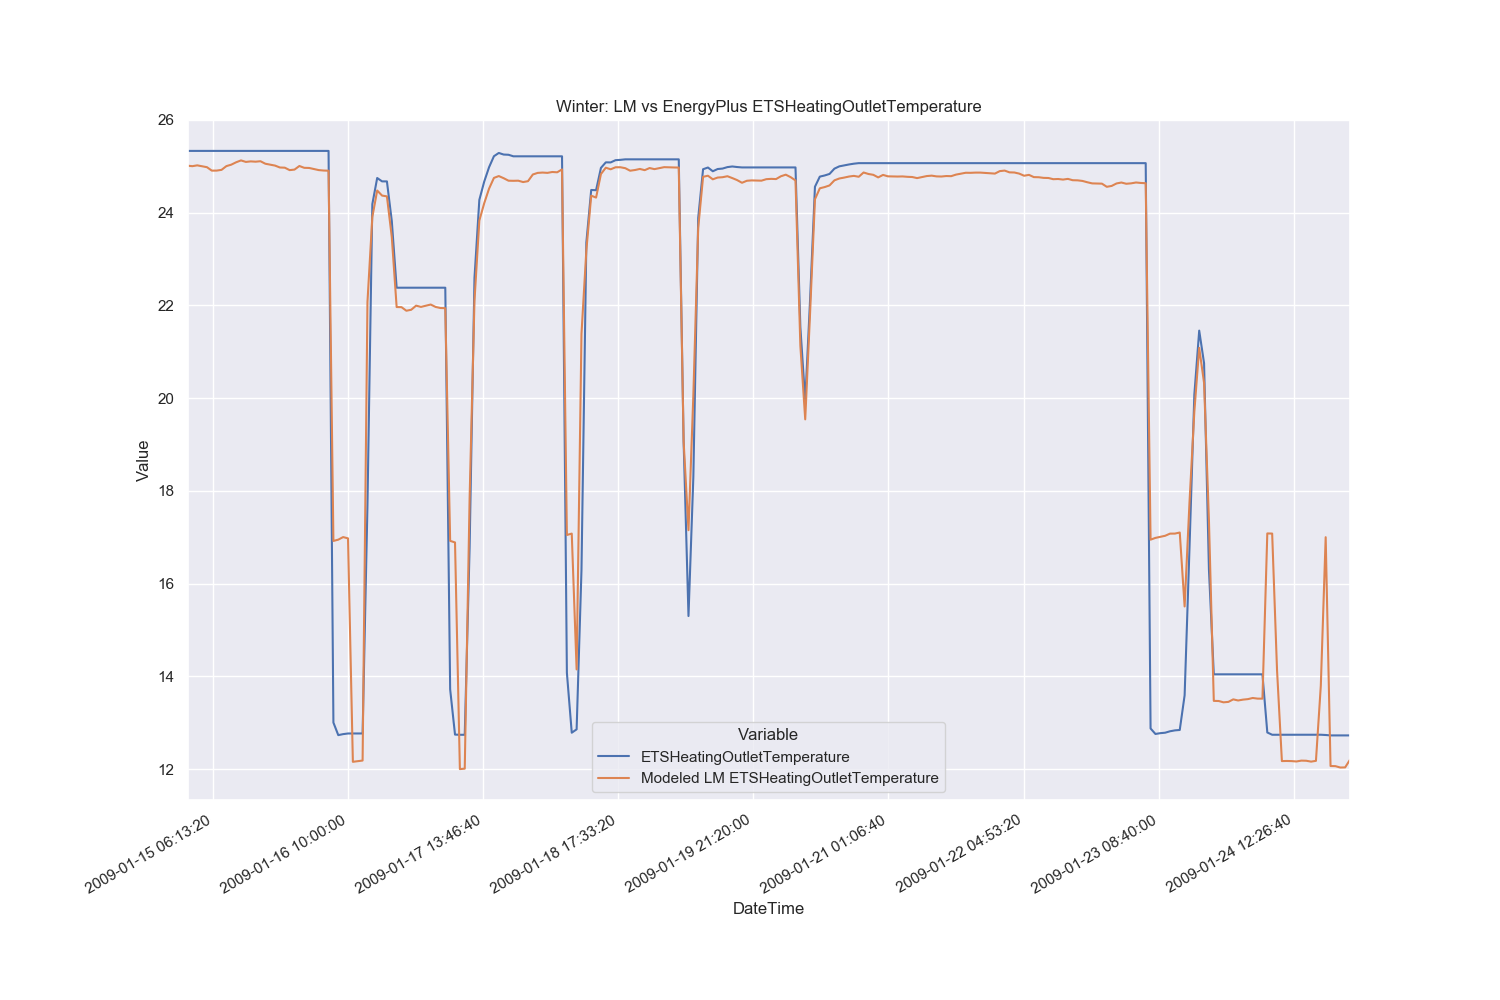 Winter: LM vs EnergyPlus ETSHeatingOutletTemperature
26
24
22
20
18
16
14
12
Value
Variable
ETSHeatingOutletTemperature
Modeled LM ETSHeatingOutletTemperature
2009-01-15 06:13:20
2009-01-16 10:00:00
2009-01-17 13:46:40
2009-01-18 17:33:20
2009-01-19 21:20:00
2009-01-21 01:06:40
2009-01-22 04:53:20
2009-01-23 08:40:00
2009-01-24 12:26:40
DateTime